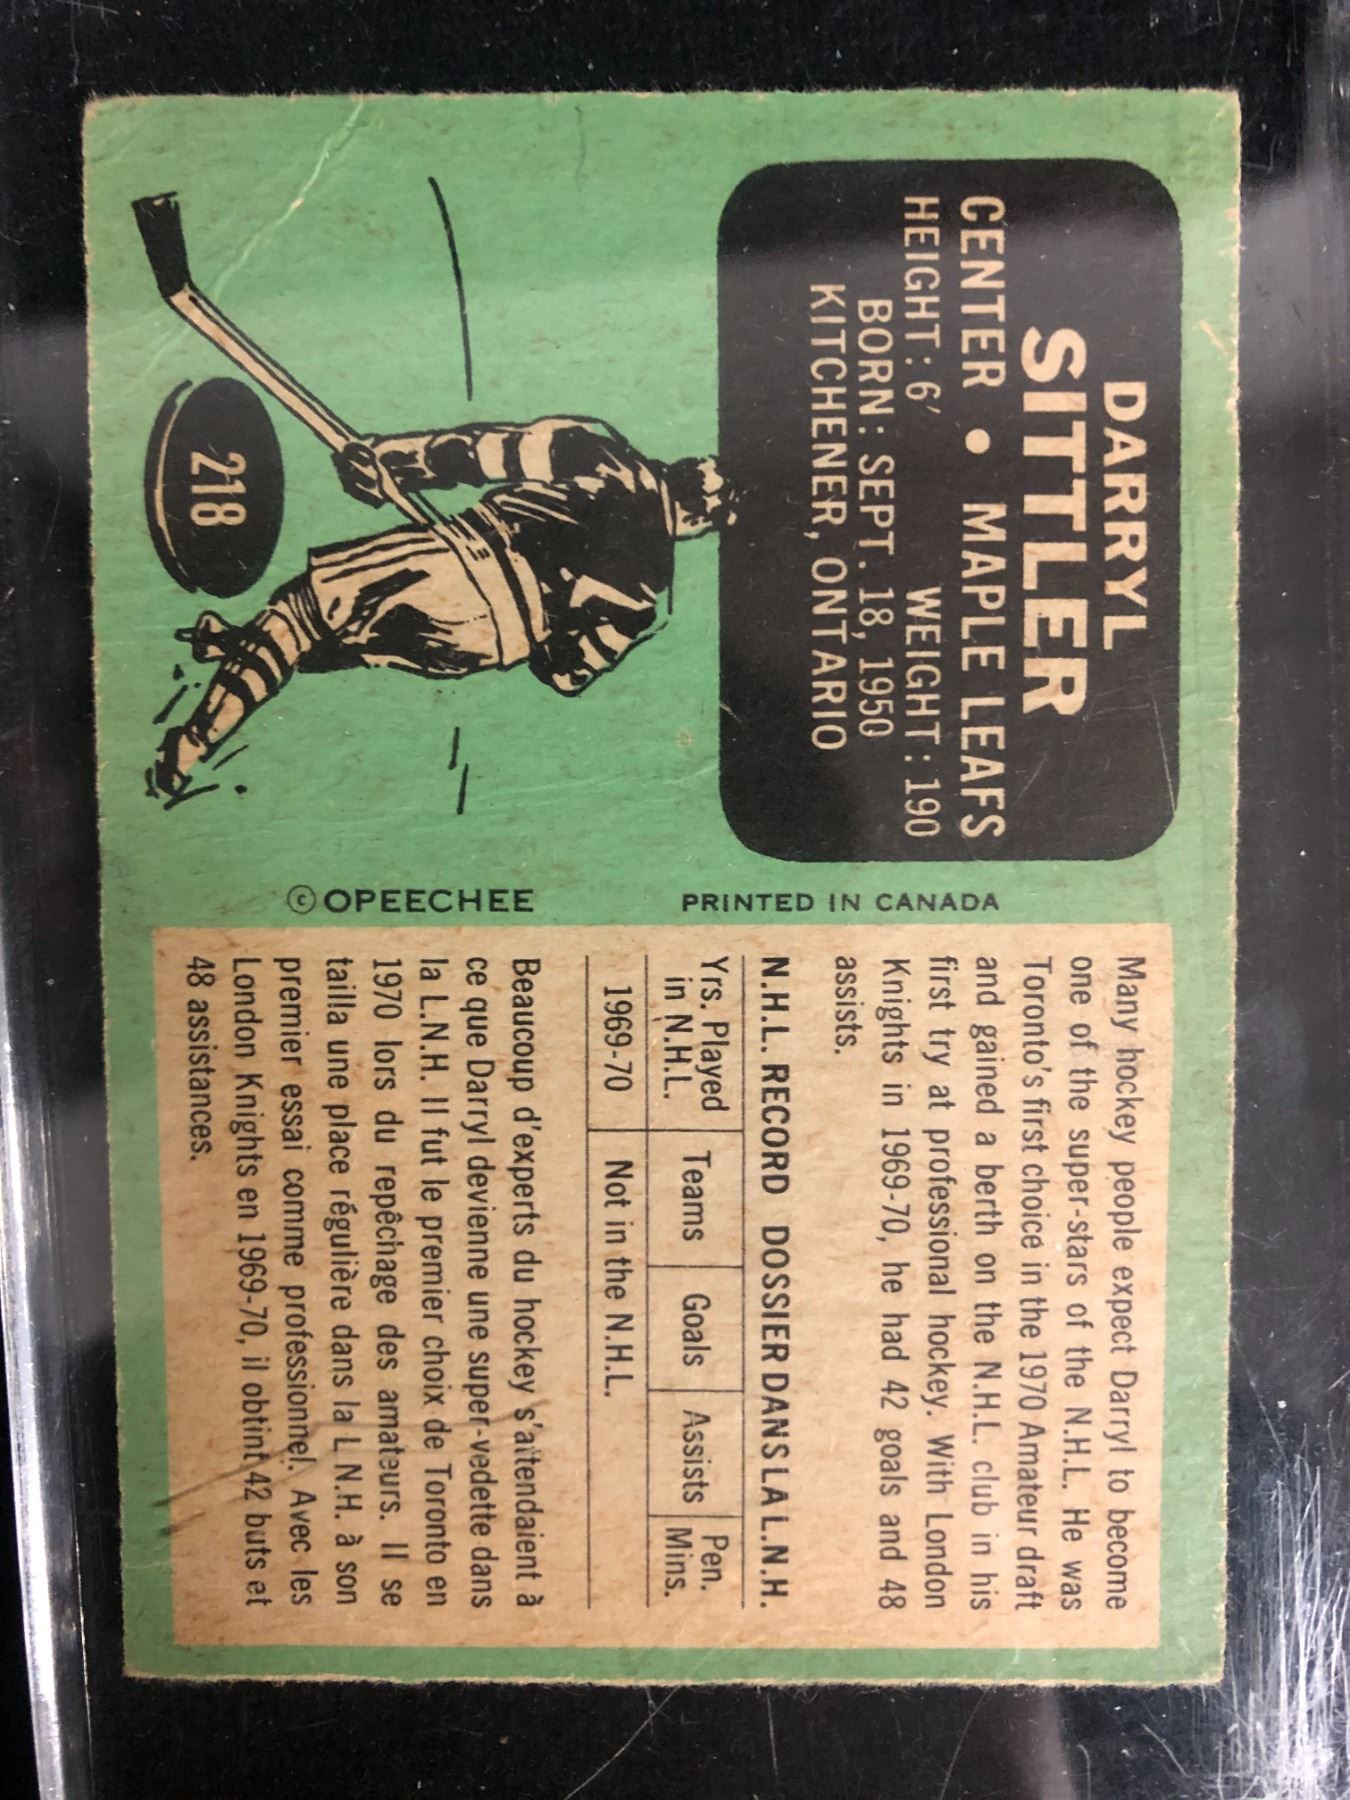 DARRYL
SITTLER
CENTER • MAPLE LEAFS
HEIGHT: 6' WEIGHT: 190
BORN: SEPT. 18, 1950
KITCHENER, ONTARIO
218
© OPEECHEE
PRINTED IN CANADA
Many hockey people expect Darryl to become
one of the super-stars of the N.H.L. He was
Toronto's first choice in the 1970 Amateur draft
and gained a berth on the N.H.L. club in his
first try at professional hockey. With London
Knights in 1969-70, he had 42 goals and 48
assists.
N.H.L. RECORD DOSSIER DANS LA L.N.H.
Yrs. Played in N.H.L. Teams Goals Assists Pen. Mins.
1969-70 Not in the N.H.L.
Beaucoup d'experts du hockey s'attendaient à
ce que Darryl devienne une super-vedette dans
la L.N.H. Il fut le premier choix de Toronto en
1970 lors du repêchage des amateurs. Il se
tailla une place régulière dans la L.N.H. à son
premier essai comme professionnel. Avec les
London Knights en 1969-70, il obtint 42 buts et
48 assistances.